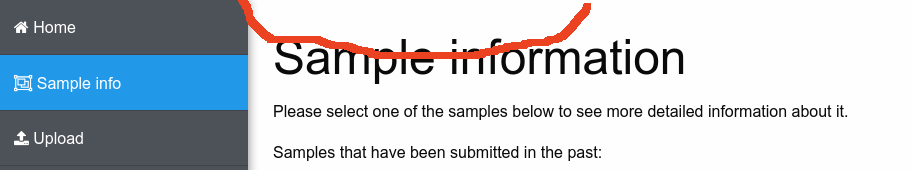 Home
Sample info
Upload
Sample information
Please select one of the samples below to see more detailed information about it.
Samples that have been submitted in the past: